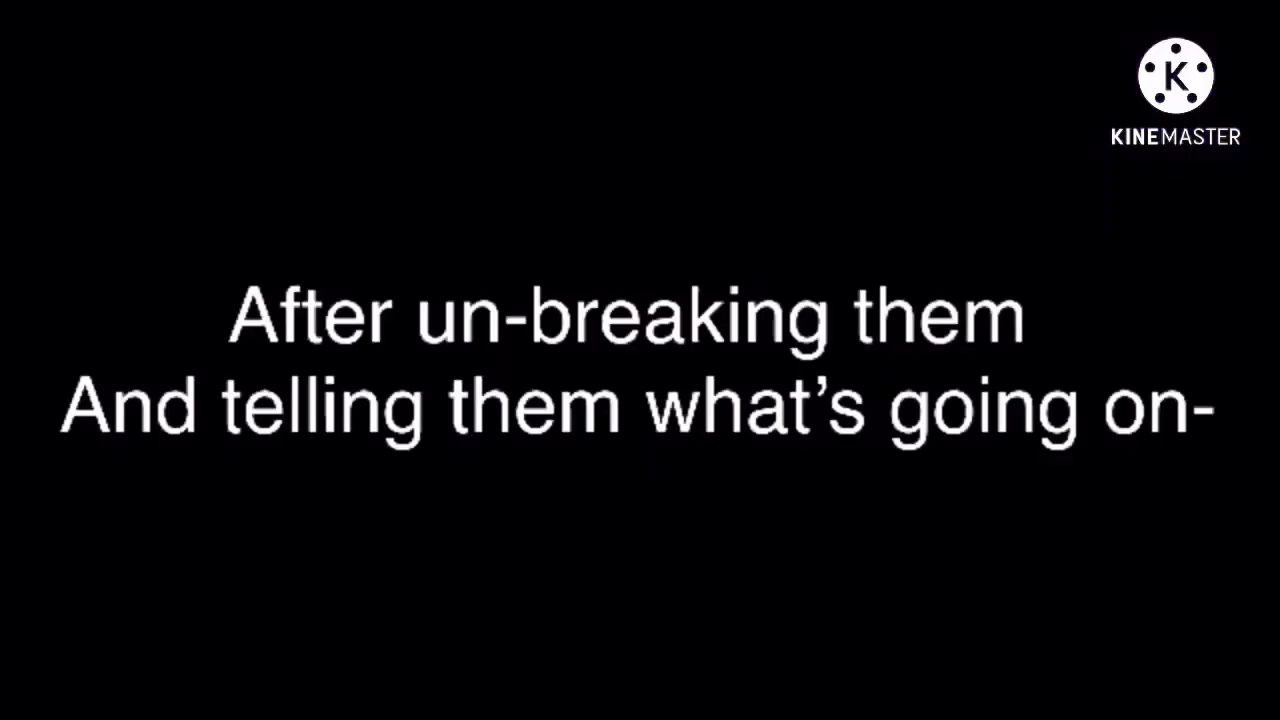 K
KINEMASTER
After un-breaking them
And telling them what’s going on-